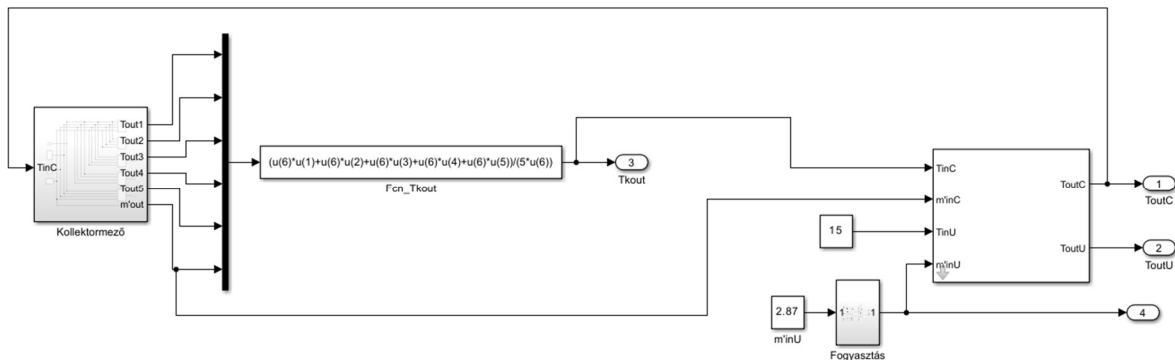 TinC
Tout1
Tout2
Tout3
Tout4
Tout5
m'out
Kollektormező
(u(6)*u(1)+u(6)*u(2)+u(6)*u(3)+u(6)*u(4)+u(6)*u(5))/(5*u(6))
Fcn_Tkout
3
Tkout
15
2.87
m'inU
1
1
Fogyasztás
TinC
m'inC
TinU
m'inU
ToutC
ToutU
1
ToutC
2
ToutU
4